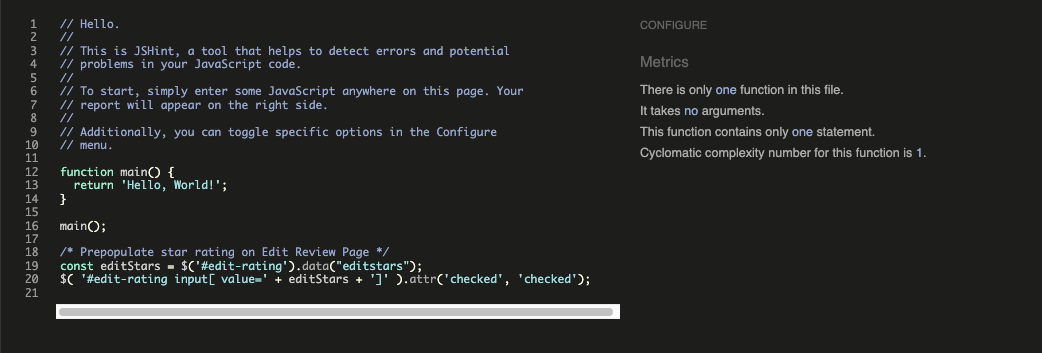 1 // Hello.
2 //
3 // This is JSHint, a tool that helps to detect errors and potential
4 // problems in your JavaScript code.
5 //
6 // To start, simply enter some JavaScript anywhere on this page. Your
7 // report will appear on the right side.
8 //
9 // Additionally, you can toggle specific options in the Configure
10 // menu.
11
12 function main() {
13   return 'Hello, World!';
14 }
15
16 main();
17
18 /* Prepopulate star rating on Edit Review Page */
19 const editStars = $('#edit-rating').data("editstars");
20 $( '#edit-rating input[ value=' + editStars + ']' ).attr('checked', 'checked');
21
CONFIGURE
Metrics
There is only one function in this file.
It takes no arguments.
This function contains only one statement.
Cyclomatic complexity number for this function is 1.